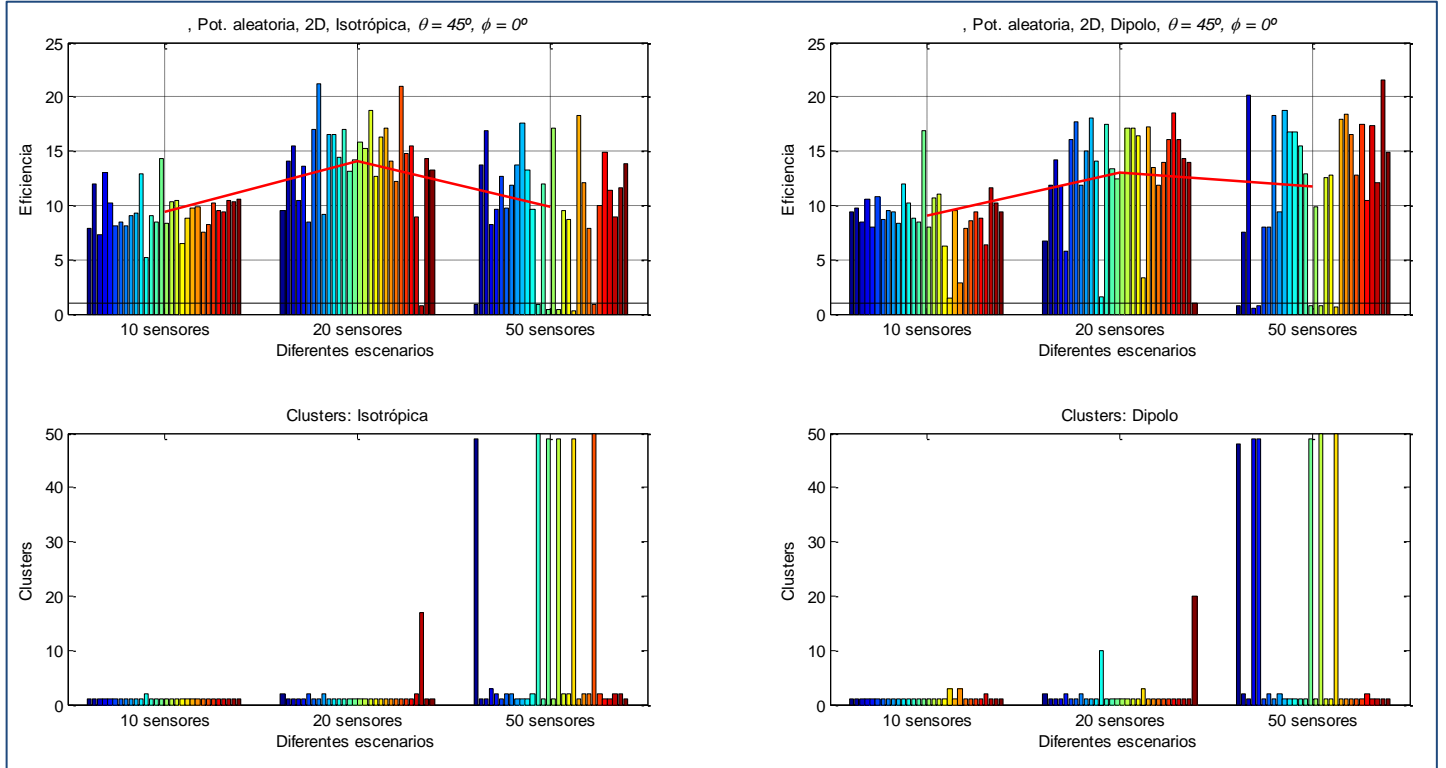 , Pot. aleatoria, 2D, Isotrópica, θ = 45º, ϕ = 0º
25
20
15
10
5
0
Eficiencia
10 sensores
20 sensores
50 sensores
Diferentes escenarios
, Pot. aleatoria, 2D, Dipolo, θ = 45º, ϕ = 0º
25
20
15
10
5
0
Eficiencia
10 sensores
20 sensores
50 sensores
Diferentes escenarios
Clusters: Isotrópica
50
40
30
20
10
0
Clusters
10 sensores
20 sensores
50 sensores
Diferentes escenarios
Clusters: Dipolo
50
40
30
20
10
0
Clusters
10 sensores
20 sensores
50 sensores
Diferentes escenarios